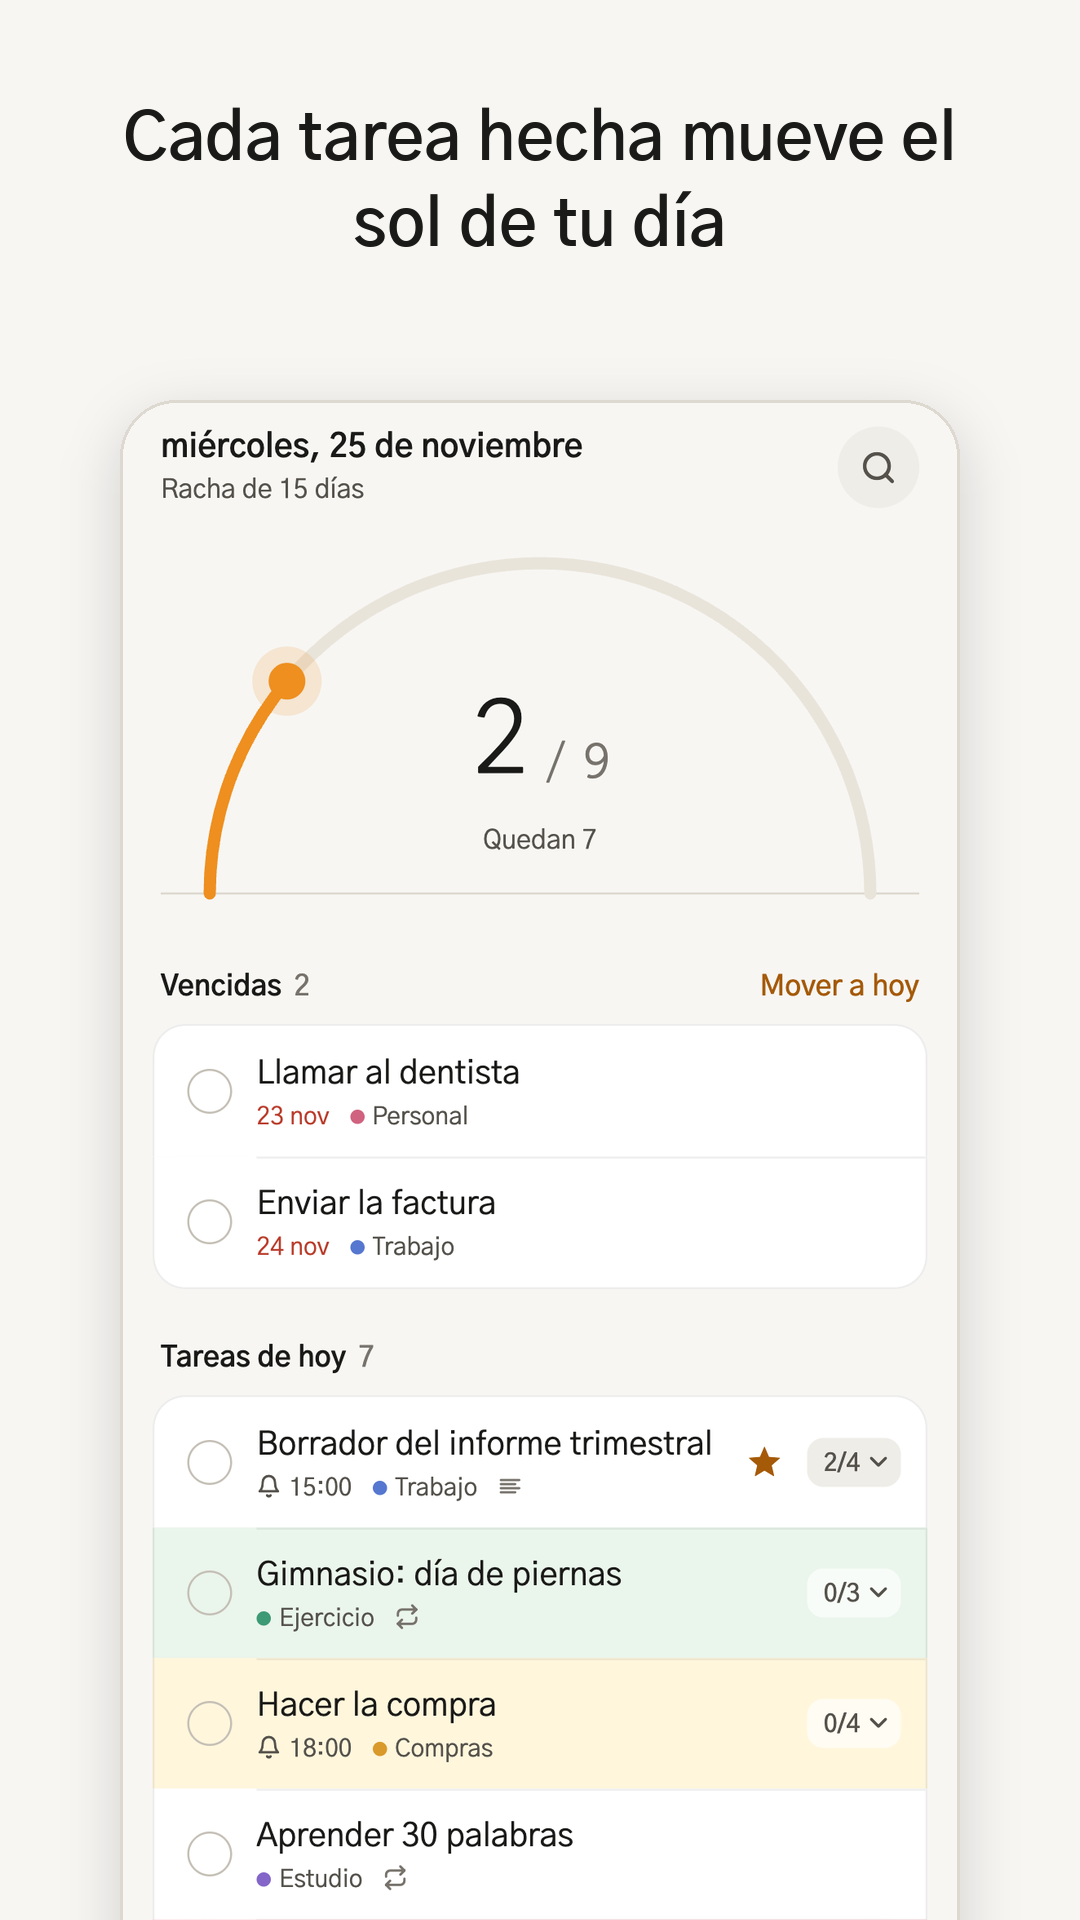 Cada tarea hecha mueve el
sol de tu día
miércoles, 25 de noviembre
Racha de 15 días
2 / 9
Quedan 7
Vencidas 2
Mover a hoy
Llamar al dentista
23 nov Personal
Enviar la factura
24 nov Trabajo
Tareas de hoy 7
Borrador del informe trimestral
2/4
15:00 Trabajo
Gimnasio: día de piernas
0/3
Ejercicio
Hacer la compra
0/4
18:00 Compras
Aprender 30 palabras
Estudio